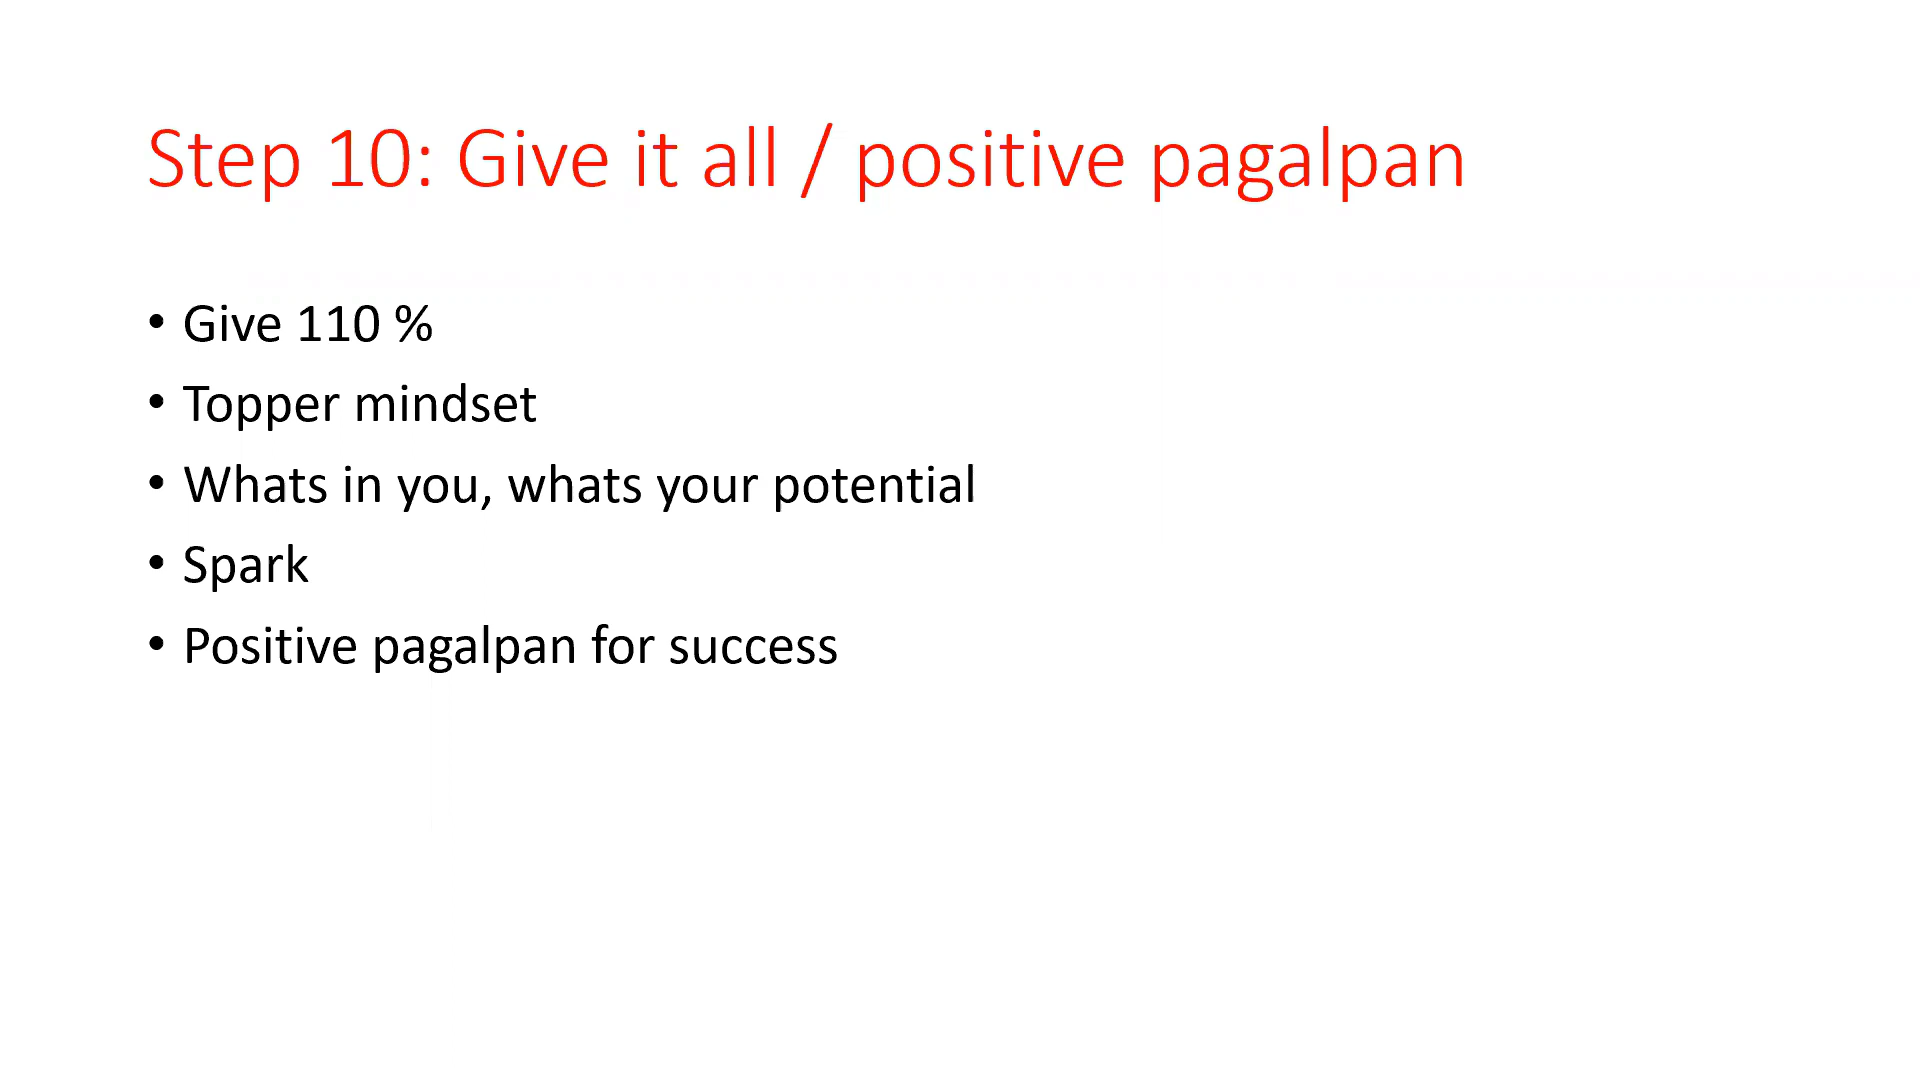 Step 10: Give it all / positive pagalpan
• Give 110 %
• Topper mindset
• Whats in you, whats your potential
• Spark
• Positive pagalpan for success